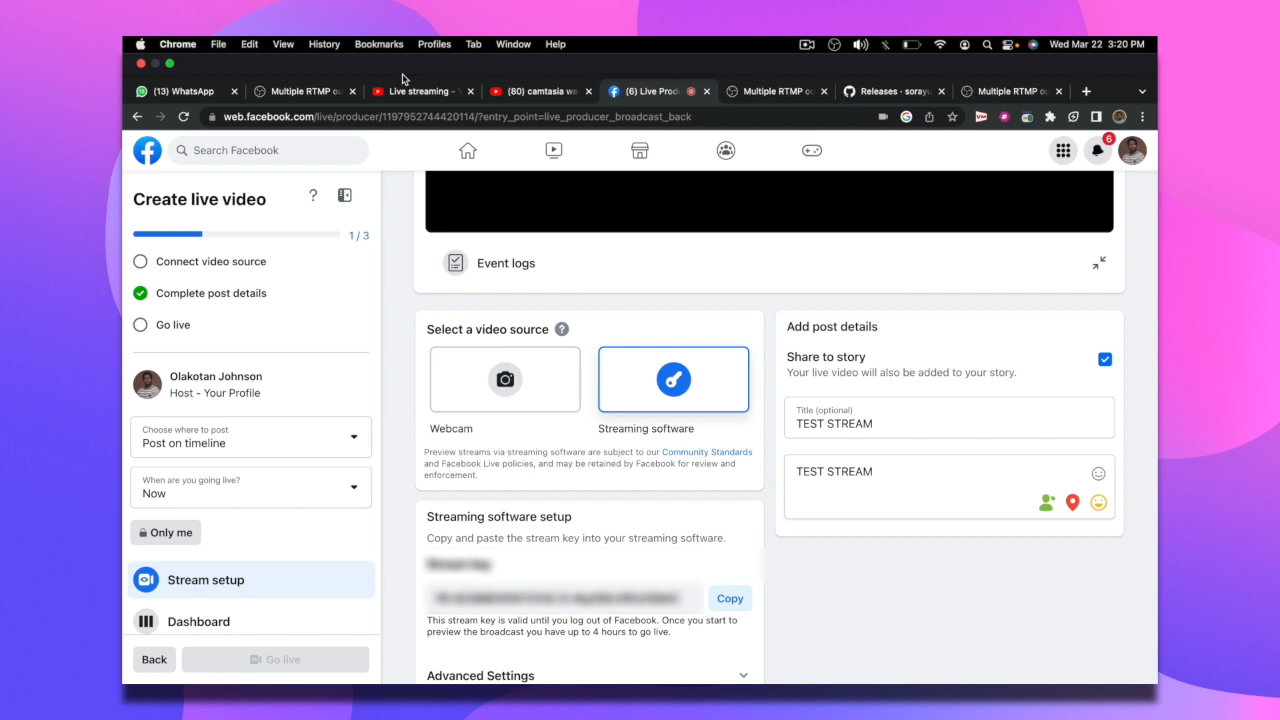 Chrome File Edit View History Bookmarks Profiles Tab Window Help Wed Mar 22 3:20 PM
(13) WhatsApp Multiple RTMP ou Live streaming - Y (80) camtasia wa (6) Live Produ Multiple RTMP ou Releases · sorayu Multiple RTMP ou
web.facebook.com/live/producer/1197952744420114/?entry_point=live_producer_broadcast_back
Search Facebook
6
Create live video
?
1 / 3
Connect video source
Complete post details
Go live
Olakotan Johnson
Host - Your Profile
Choose where to post
Post on timeline
When are you going live?
Now
Only me
Stream setup
Dashboard
Back
Go live
Event logs
Select a video source ?
Webcam
Streaming software
Preview streams via streaming software are subject to our Community Standards
and Facebook Live policies, and may be retained by Facebook for review and
enforcement.
Streaming software setup
Copy and paste the stream key into your streaming software.
Stream key
Copy
This stream key is valid until you log out of Facebook. Once you start to
preview the broadcast you have up to 4 hours to go live.
Advanced Settings
Add post details
Share to story
Your live video will also be added to your story.
Title (optional)
TEST STREAM
TEST STREAM